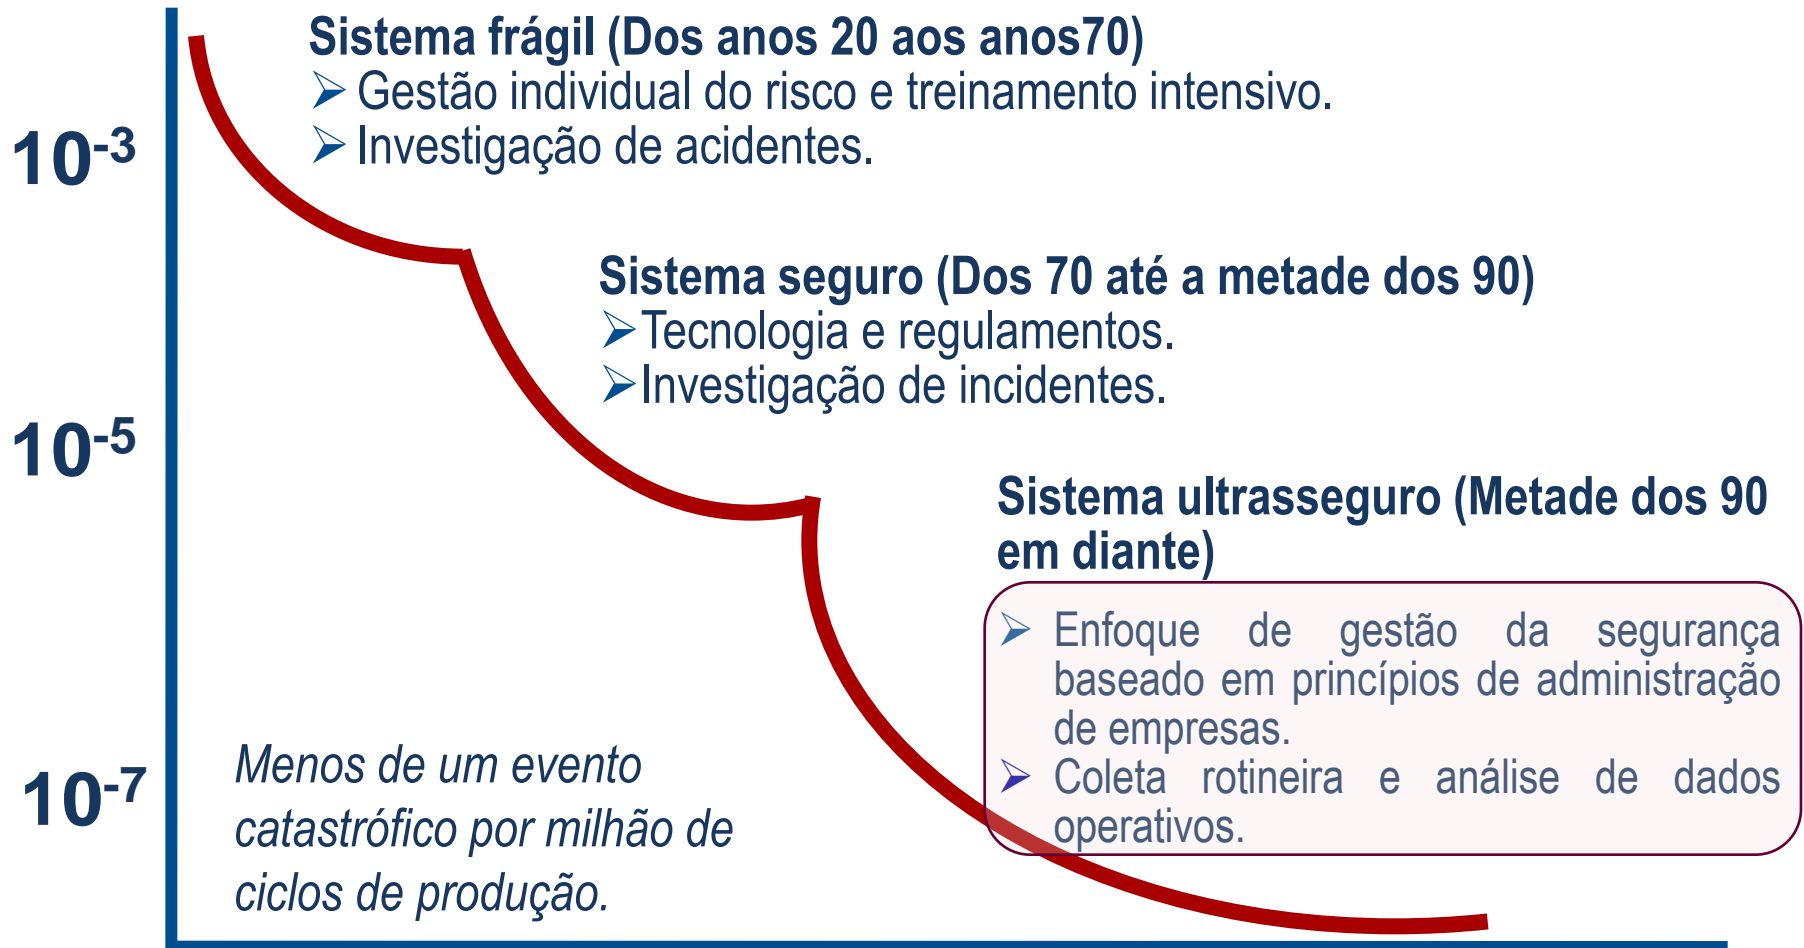 Sistema frágil (Dos anos 20 aos anos70)
Gestão individual do risco e treinamento intensivo.
Investigação de acidentes.
10-3
Sistema seguro (Dos 70 até a metade dos 90)
Tecnologia e regulamentos.
Investigação de incidentes.
10-5
Sistema ultrasseguro (Metade dos 90
em diante)
Enfoque de gestão da segurança
baseado em princípios de administração
de empresas.
Coleta rotineira e análise de dados
operativos.
10-7
Menos de um evento
catastrófico por milhão de
ciclos de produção.